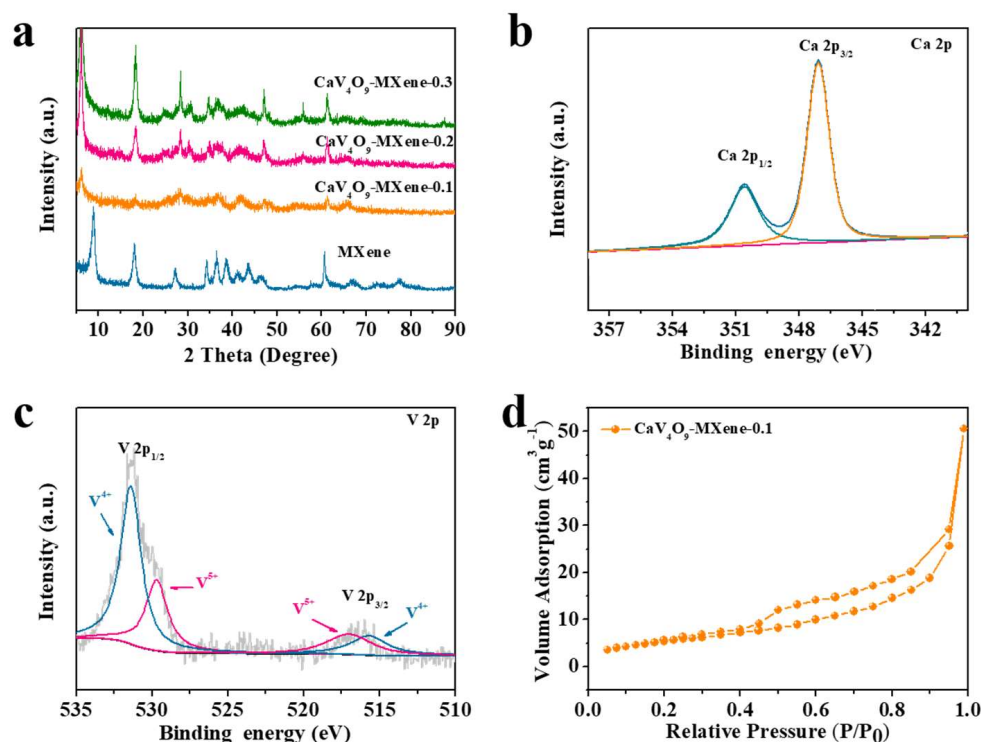 a
Intensity (a.u.)
CaV₄O₉-MXene-0.3
CaV₄O₉-MXene-0.2
CaV₄O₉-MXene-0.1
MXene
10 20 30 40 50 60 70 80 90
2 Theta (Degree)
b
Intensity (a.u.)
Ca 2p
Ca 2p₃/₂
Ca 2p₁/₂
357 354 351 348 345 342
Binding energy (eV)
c
Intensity (a.u.)
V 2p
V 2p₁/₂
V⁴⁺
V⁵⁺
V 2p₃/₂
V⁵⁺
V⁴⁺
535 530 525 520 515 510
Binding energy (eV)
d
Volume Adsorption (cm³g⁻¹)
CaV₄O₉-MXene-0.1
50
40
30
20
10
0
0.0 0.2 0.4 0.6 0.8 1.0
Relative Pressure (P/P₀)